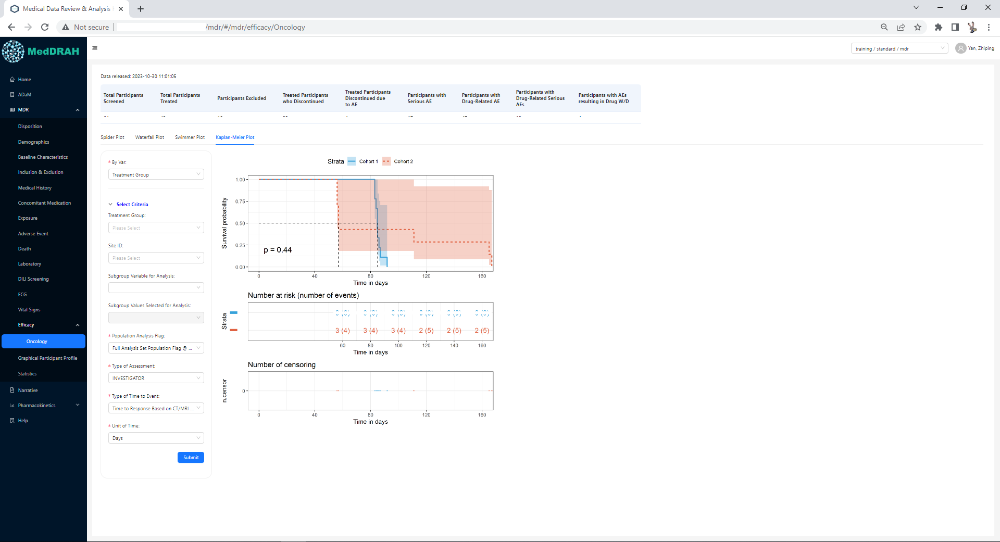 Medical Data Review & Analysis
Not secure
/mdr/#/mdr/efficacy/Oncology
MedDRAH
training / standard / mdr
Yan, Zhiping
Home
ADaM
MDR
Disposition
Demographics
Baseline Characteristics
Inclusion & Exclusion
Medical History
Concomitant Medication
Exposure
Adverse Event
Death
Laboratory
DILI Screening
ECG
Vital Signs
Efficacy
Oncology
Graphical Participant Profile
Statistics
Narrative
Pharmacokinetics
Help
Data released: 2023-10-30 11:01:05
Total Participants
Screened
Total Participants
Treated
Participants Excluded
Treated Participants
who Discontinued
Treated Participants
Discontinued due
to AE
Participants with
Serious AE
Participants with
Drug-Related AE
Participants with
Drug-Related Serious
AEs
Participants with AEs
resulting in Drug W/D
Spider Plot
Waterfall Plot
Swimmer Plot
Kaplan-Meier Plot
* By Var:
Treatment Group
Select Criteria
Treatment Group:
Please Select
Site ID:
Please Select
Subgroup Variable for Analysis:
Subgroup Values Selected for Analysis:
* Population Analysis Flag:
Full Analysis Set Population Flag @ ...
* Type of Assessment:
INVESTIGATOR
* Type of Time to Event:
Time to Response Based on CT/MRI ...
* Unit of Time:
Days
Submit
Strata Cohort 1 Cohort 2
Survival probability
1.00
0.75
0.50
0.25
0.00
p = 0.44
0 40 80 120 160
Time in days
Number at risk (number of events)
Strata
3 (4) 3 (4) 3 (4) 2 (5) 2 (5) 2 (5)
60 80 100 120 140 160
Time in days
Number of censoring
n.censor
0
0 40 80 120 160
Time in days